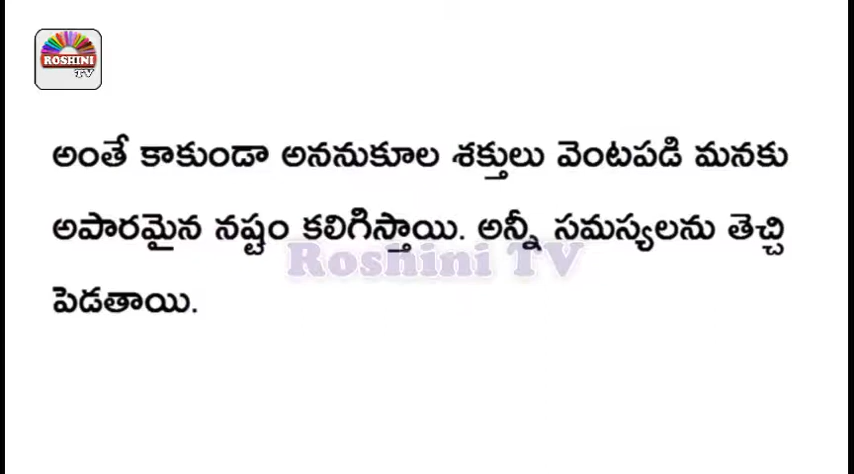 ROSHINI
TV
అంతే కాకుండా అననుకూల శక్తులు వెంటపడి మనకు
అపారమైన నష్టం కలిగిస్తాయి. అన్నీ సమస్యలను తెచ్చి
Roshini TV
పెడతాయి.